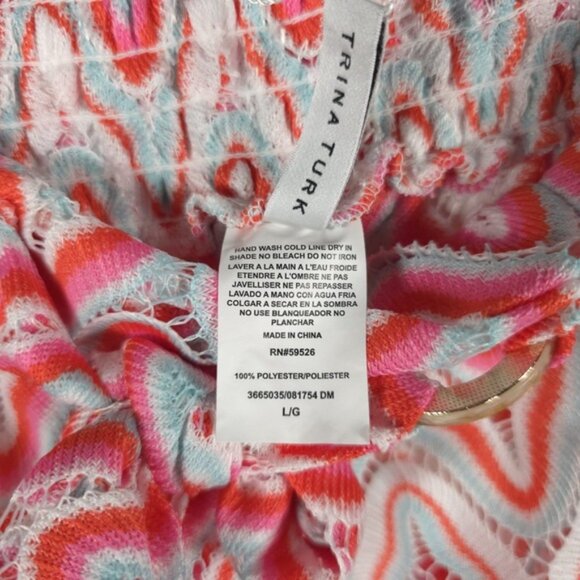 TRINA TURK
HAND WASH COLD LINE DRY IN
SHADE NO BLEACH DO NOT IRON
LAVER A LA MAIN A L'EAU FROIDE
ETENDRE A L'OMBRE NE PAS
JAVELLISER NE PAS REPASSER
LAVADO A MANO CON AGUA FRIA
COLGAR A SECAR EN LA SOMBRA
NO USE BLANQUEADOR NO
PLANCHAR
MADE IN CHINA
RN#59526
100% POLYESTER/POLIESTER
3665035/081754 DM
L/G